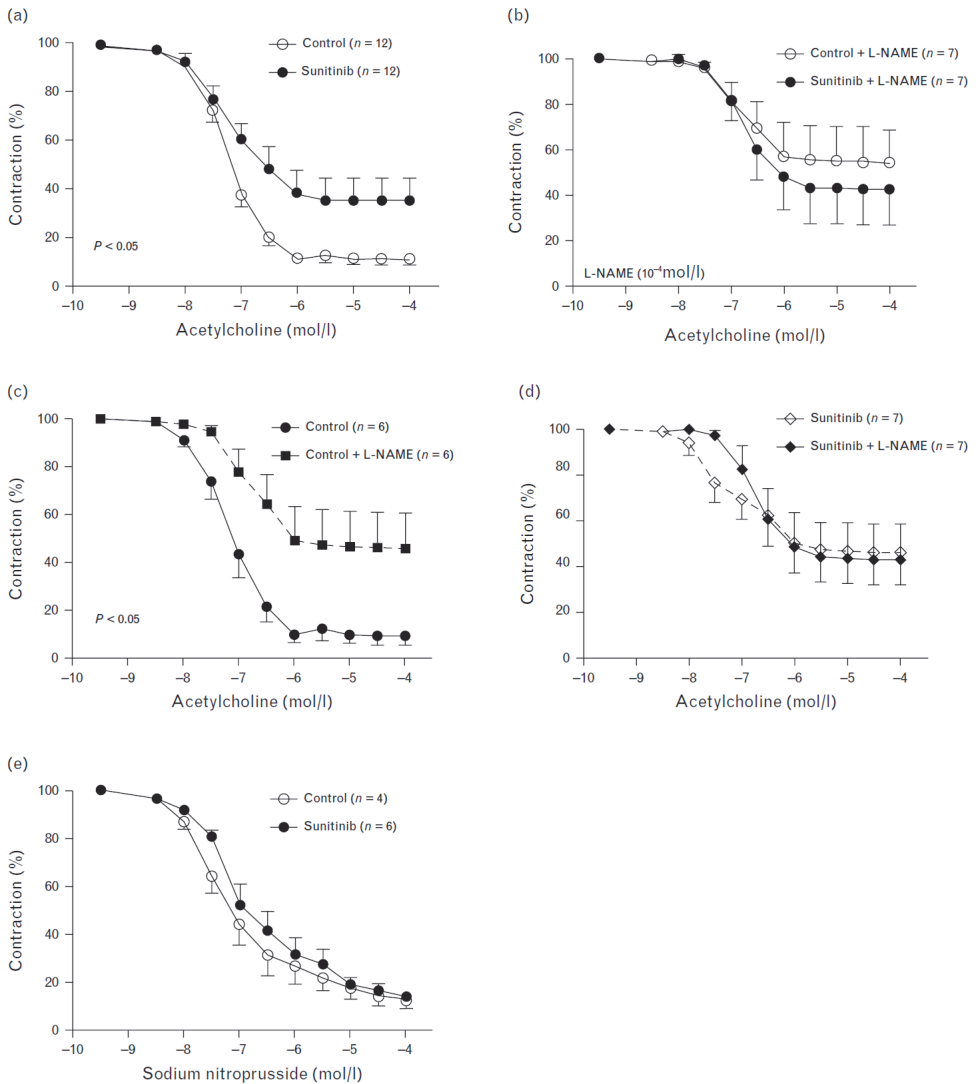 (a)
Contraction (%)
100
80
60
40
20
0
Control (n = 12)
Sunitinib (n = 12)
P < 0.05
–10
–9
–8
–7
–6
–5
–4
Acetylcholine (mol/l)
(b)
Contraction (%)
100
80
60
40
20
0
Control + L-NAME (n = 7)
Sunitinib + L-NAME (n = 7)
L-NAME (10⁻⁴mol/l)
–10
–9
–8
–7
–6
–5
–4
Acetylcholine (mol/l)
(c)
Contraction (%)
100
80
60
40
20
0
Control (n = 6)
Control + L-NAME (n = 6)
P < 0.05
–10
–9
–8
–7
–6
–5
–4
Acetylcholine (mol/l)
(d)
Contraction (%)
100
80
60
40
60
0
Sunitinib (n = 7)
Sunitinib + L-NAME (n = 7)
–10
–9
–8
–7
–6
–5
–4
Acetylcholine (mol/l)
(e)
Contraction (%)
100
80
60
40
20
0
Control (n = 4)
Sunitinib (n = 6)
–10
–9
–8
–7
–6
–5
–4
Sodium nitroprusside (mol/l)